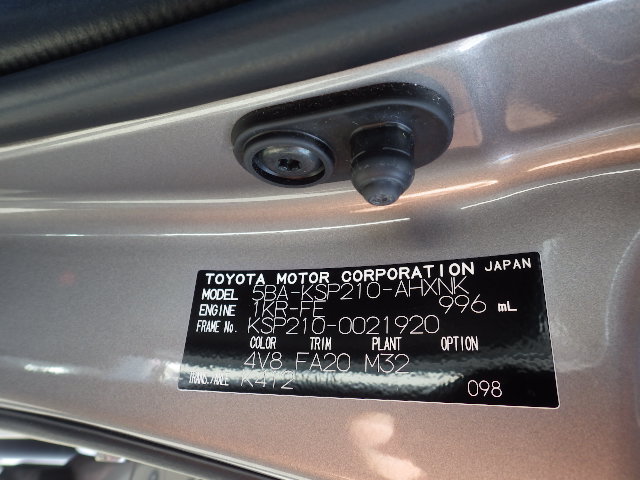 TOYOTA MOTOR CORPORATION JAPAN
MODEL 5BA-KSP210-AHXNK
ENGINE 1KR-FE 996 mL
FRAME No. KSP210-0021920
COLOR TRIM PLANT OPTION
4V8 FA20 M32
TRANS./AXLE K412
098